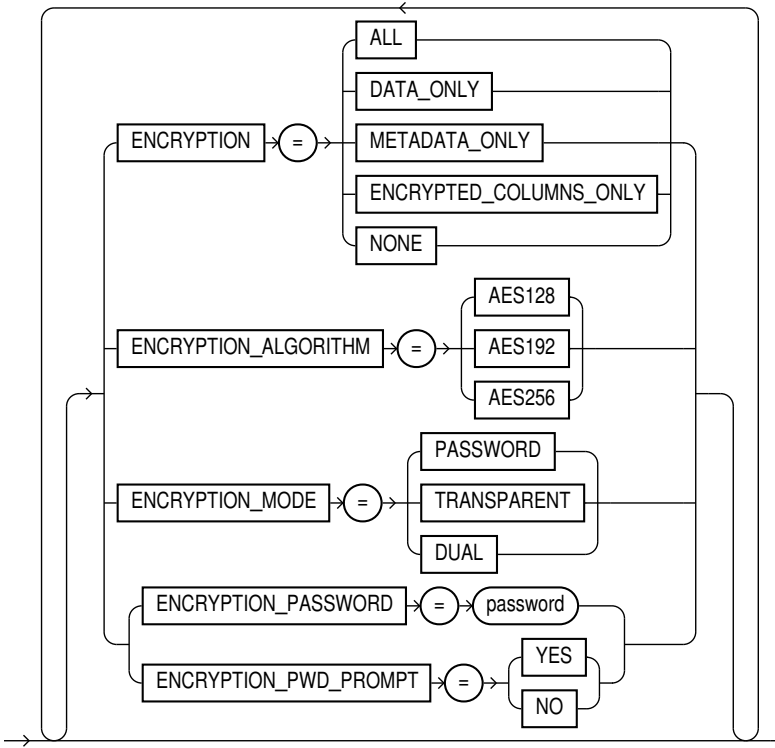 ALL
DATA_ONLY
ENCRYPTION = METADATA_ONLY
ENCRYPTED_COLUMNS_ONLY
NONE
AES128
ENCRYPTION_ALGORITHM = AES192
AES256
PASSWORD
ENCRYPTION_MODE = TRANSPARENT
DUAL
ENCRYPTION_PASSWORD = password
YES
ENCRYPTION_PWD_PROMPT =
NO